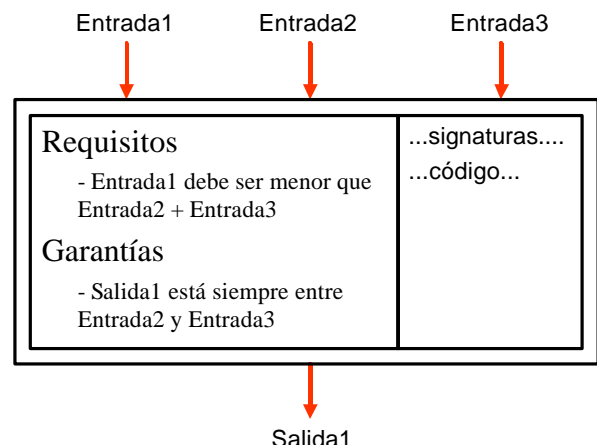 Entrada1 Entrada2 Entrada3
Requisitos
- Entrada1 debe ser menor que
Entrada2 + Entrada3
Garantías
- Salida1 está siempre entre
Entrada2 y Entrada3
...signaturas....
...código...
Salida1